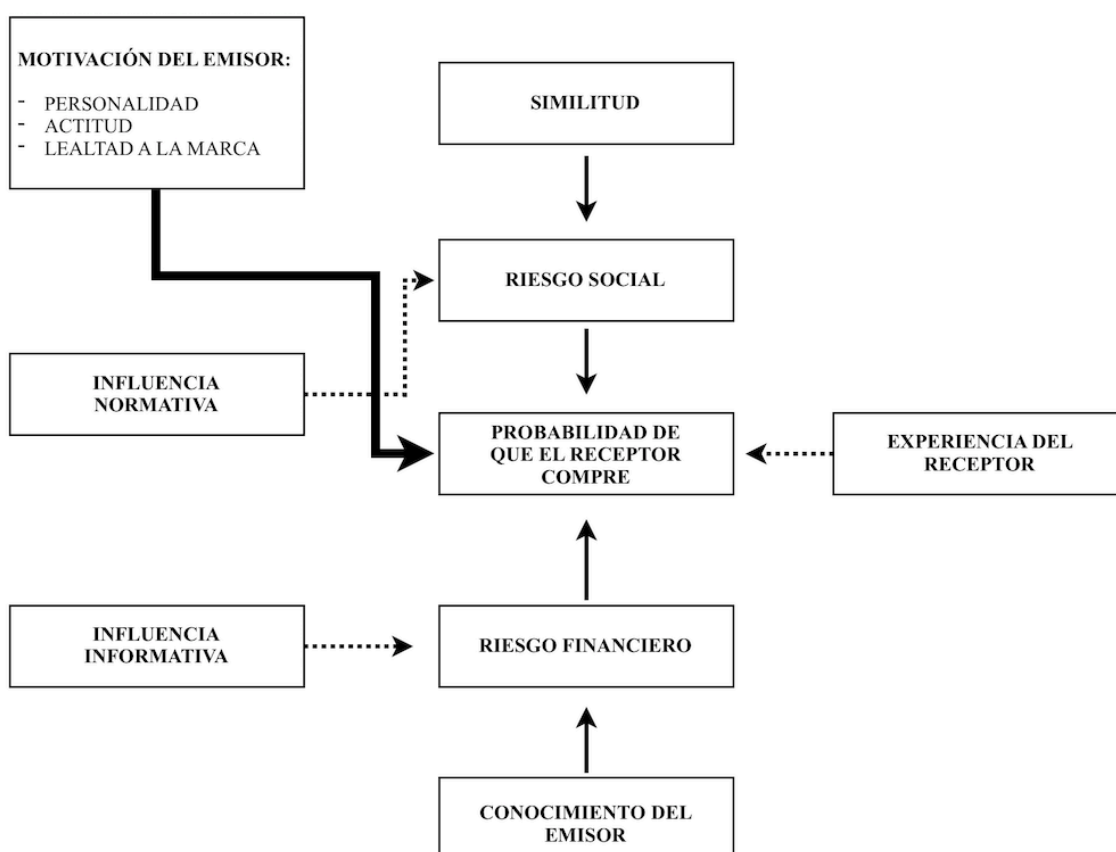 MOTIVACIÓN DEL EMISOR:
- PERSONALIDAD
- ACTITUD
- LEALTAD A LA MARCA
SIMILITUD
RIESGO SOCIAL
INFLUENCIA
NORMATIVA
PROBABILIDAD DE
QUE EL RECEPTOR
COMPRE
EXPERIENCIA DEL
RECEPTOR
INFLUENCIA
INFORMATIVA
RIESGO FINANCIERO
CONOCIMIENTO DEL
EMISOR